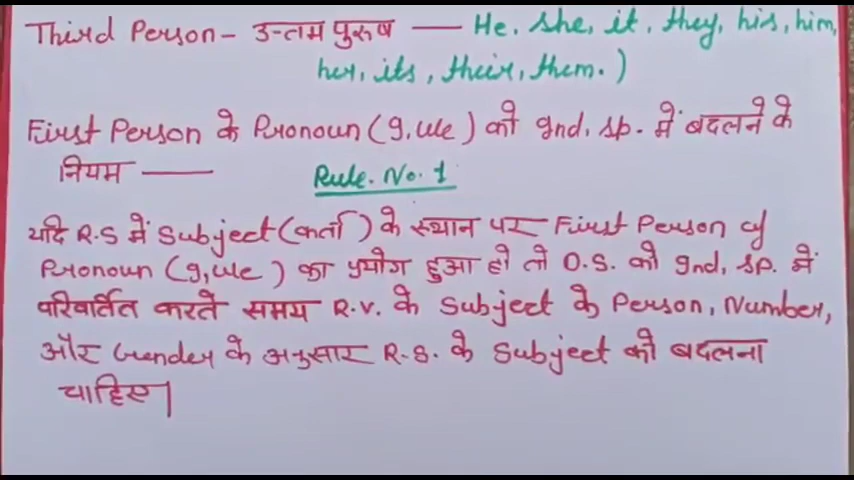 Third Person - उत्तम पुरुष — He, she, it, they, his, him,
her, its, their, them.)
First Person के Pronoun (I, we) को Ind. sp. में बदलने के
नियम —
Rule. No. 1
यदि R.S में Subject (कर्ता) के स्थान पर First Person of
Pronoun (I, we) का प्रयोग हुआ हो तो D.S. को Ind, sp. में
परिवर्तित करते समय R.V. के Subject के Person, Number,
और Gender के अनुसार R.S. के Subject को बदलना
चाहिए।